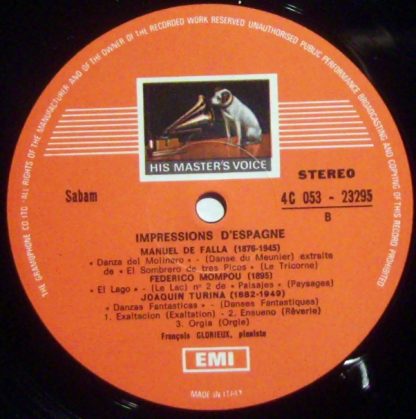 THE GRAMOPHONE CO LTD. ALL RIGHTS OF THE MANUFACTURER AND OF THE OWNER OF THE RECORDED WORK RESERVED UNAUTHORISED PUBLIC PERFORMANCE BROADCASTING AND COPYING OF THIS RECORD PROHIBITED
HIS MASTER'S VOICE
Sabam
STEREO
4C 053 - 23295
B
IMPRESSIONS D'ESPAGNE
MANUEL DE FALLA (1876-1945)
« Danza del Molinero » - (Danse du Meunier) extraite
de « El Sombrero de tres Picos » (Le Tricorne)
FEDERICO MOMPOU (1895)
« El Lago » - (Le Lac) nº 2 de « Paisajes » (Paysages)
JOAQUIN TURINA (1882-1949)
« Danzas Fantasticas » - (Danses Fantastiques)
1. Exaltacion (Exaltation) - 2. Ensueno (Rêverie)
3. Orgia (Orgie)
François GLORIEUX, pianiste
EMI
MADE IN ITALY